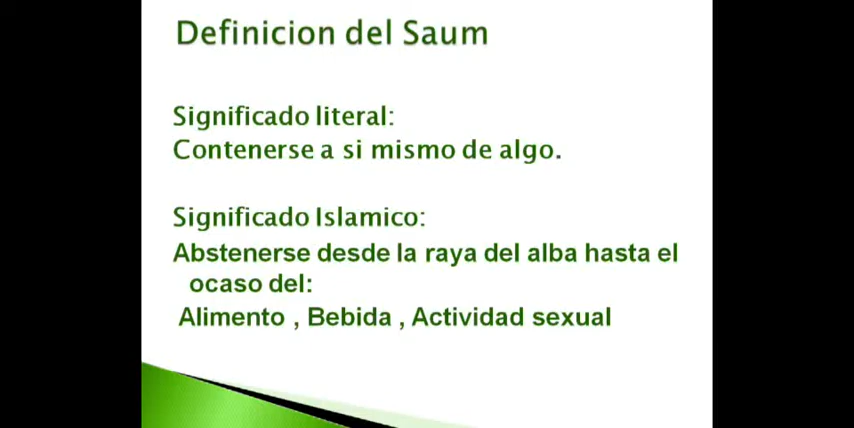 Definicion del Saum
Significado literal:
Contenerse a si mismo de algo.
Significado Islamico:
Abstenerse desde la raya del alba hasta el
ocaso del:
Alimento , Bebida , Actividad sexual